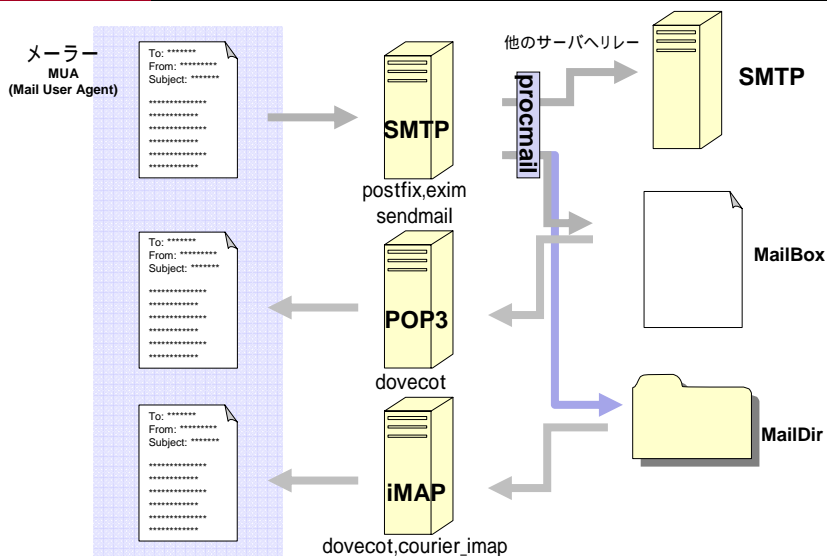 メーラー
MUA
(Mail User Agent)
To: *******
From: *********
Subject: *******
**************
************
**************
************
**************
************
SMTP
postfix,exim
sendmail
procmail
他のサーバへリレー
SMTP
To: *******
From: *********
Subject: *******
**************
************
**************
************
**************
************
POP3
dovecot
MailBox
To: *******
From: *********
Subject: *******
**************
************
**************
************
**************
************
iMAP
dovecot,courier_imap
MailDir